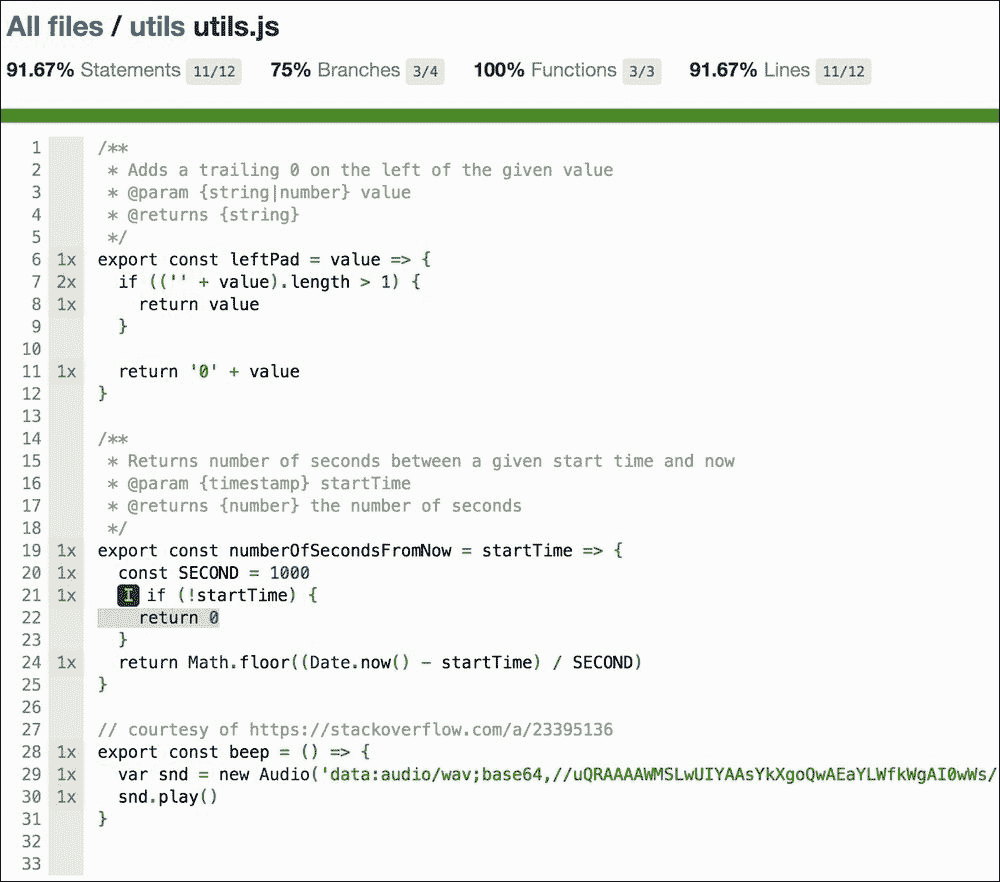 All files / utils utils.js
91.67% Statements 11/12 75% Branches 3/4 100% Functions 3/3 91.67% Lines 11/12
1 /**
2 * Adds a trailing 0 on the left of the given value
3 * @param {string|number} value
4 * @returns {string}
5 */
6 1x export const leftPad = value => {
7 2x if (('' + value).length > 1) {
8 1x return value
9 }
10
11 1x return '0' + value
12 }
13
14 /**
15 * Returns number of seconds between a given start time and now
16 * @param {timestamp} startTime
17 * @returns {number} the number of seconds
18 */
19 1x export const numberOfSecondsFromNow = startTime => {
20 1x const SECOND = 1000
21 1x I if (!startTime) {
22 return 0
23 }
24 1x return Math.floor((Date.now() - startTime) / SECOND)
25 }
26
27 // courtesy of https://stackoverflow.com/a/23395136
28 1x export const beep = () => {
29 1x var snd = new Audio('data:audio/wav;base64,//uQRAAAAWMSLwUIYAAsYkXgoQwAEaYLWfkWgAI0wWs/
30 1x snd.play()
31 }
32
33